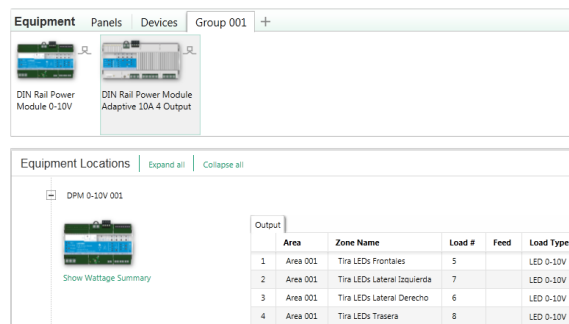 Equipment Panels Devices Group 001 +
DIN Rail Power
Module 0-10V
DIN Rail Power Module
Adaptive 10A 4 Output
Equipment Locations Expand all Collapse all
DPM 0-10V 001
Show Wattage Summary
Output
Area Zone Name Load # Feed Load Type
1 Area 001 Tira LEDs Frontales 5 LED 0-10V
2 Area 001 Tira LEDs Lateral Izquierda 7 LED 0-10V
3 Area 001 Tira LEDs Lateral Derecho 6 LED 0-10V
4 Area 001 Tira LEDs Trasera 8 LED 0-10V